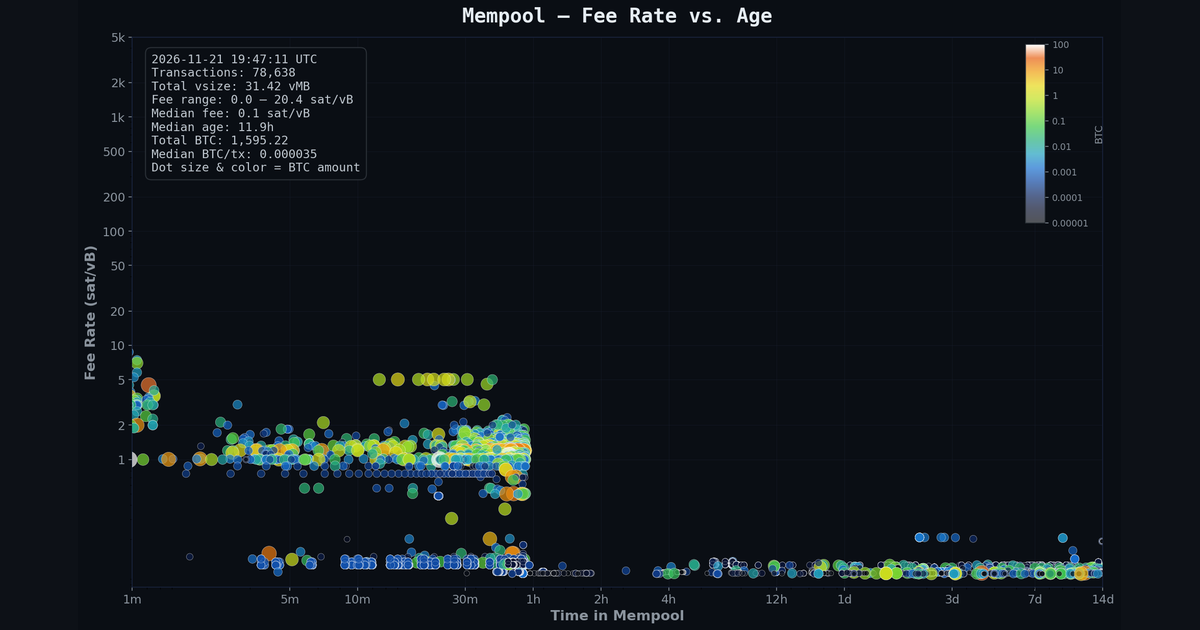 Mempool — Fee Rate vs. Age
2026-11-21 19:47:11 UTC
Transactions: 78,638
Total vsize: 31.42 vMB
Fee range: 0.0 – 20.4 sat/vB
Median fee: 0.1 sat/vB
Median age: 11.9h
Total BTC: 1,595.22
Median BTC/tx: 0.000035
Dot size & color = BTC amount
100
10
1
0.1
0.01
0.001
0.0001
0.00001
BTC
5k
2k
1k
500
200
100
50
20
10
5
2
1
Fee Rate (sat/vB)
1m 5m 10m 30m 1h 2h 4h 12h 1d 3d 7d 14d
Time in Mempool